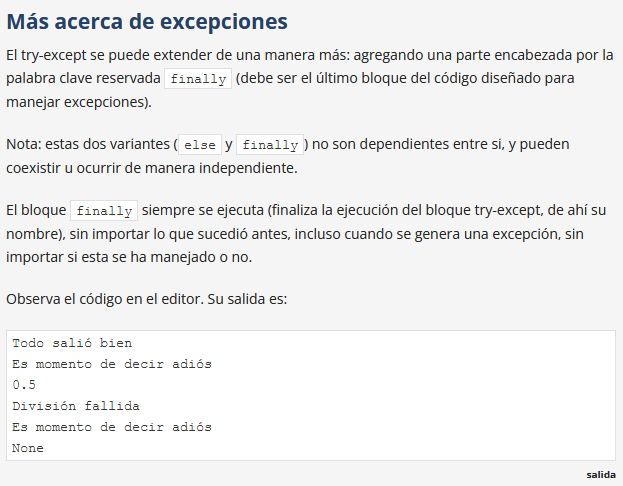 Más acerca de excepciones
El try-except se puede extender de una manera más: agregando una parte encabezada por la
palabra clave reservada finally (debe ser el último bloque del código diseñado para
manejar excepciones).
Nota: estas dos variantes (else y finally) no son dependientes entre si, y pueden
coexistir u ocurrir de manera independiente.
El bloque finally siempre se ejecuta (finaliza la ejecución del bloque try-except, de ahí su
nombre), sin importar lo que sucedió antes, incluso cuando se genera una excepción, sin
importar si esta se ha manejado o no.
Observa el código en el editor. Su salida es:
Todo salió bien
Es momento de decir adiós
0.5
División fallida
Es momento de decir adiós
None
salida